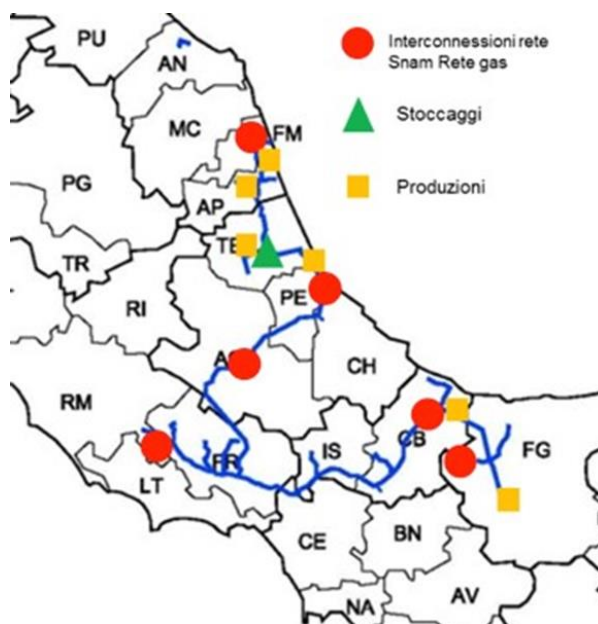 PU
AN
Interconnessioni rete
Snam Rete gas
MC
FM
Stoccaggi
PG
AP
Produzioni
TE
TR
PE
RI
CH
AQ
RM
CB
IS
FG
FR
LT
CE
BN
NA
AV